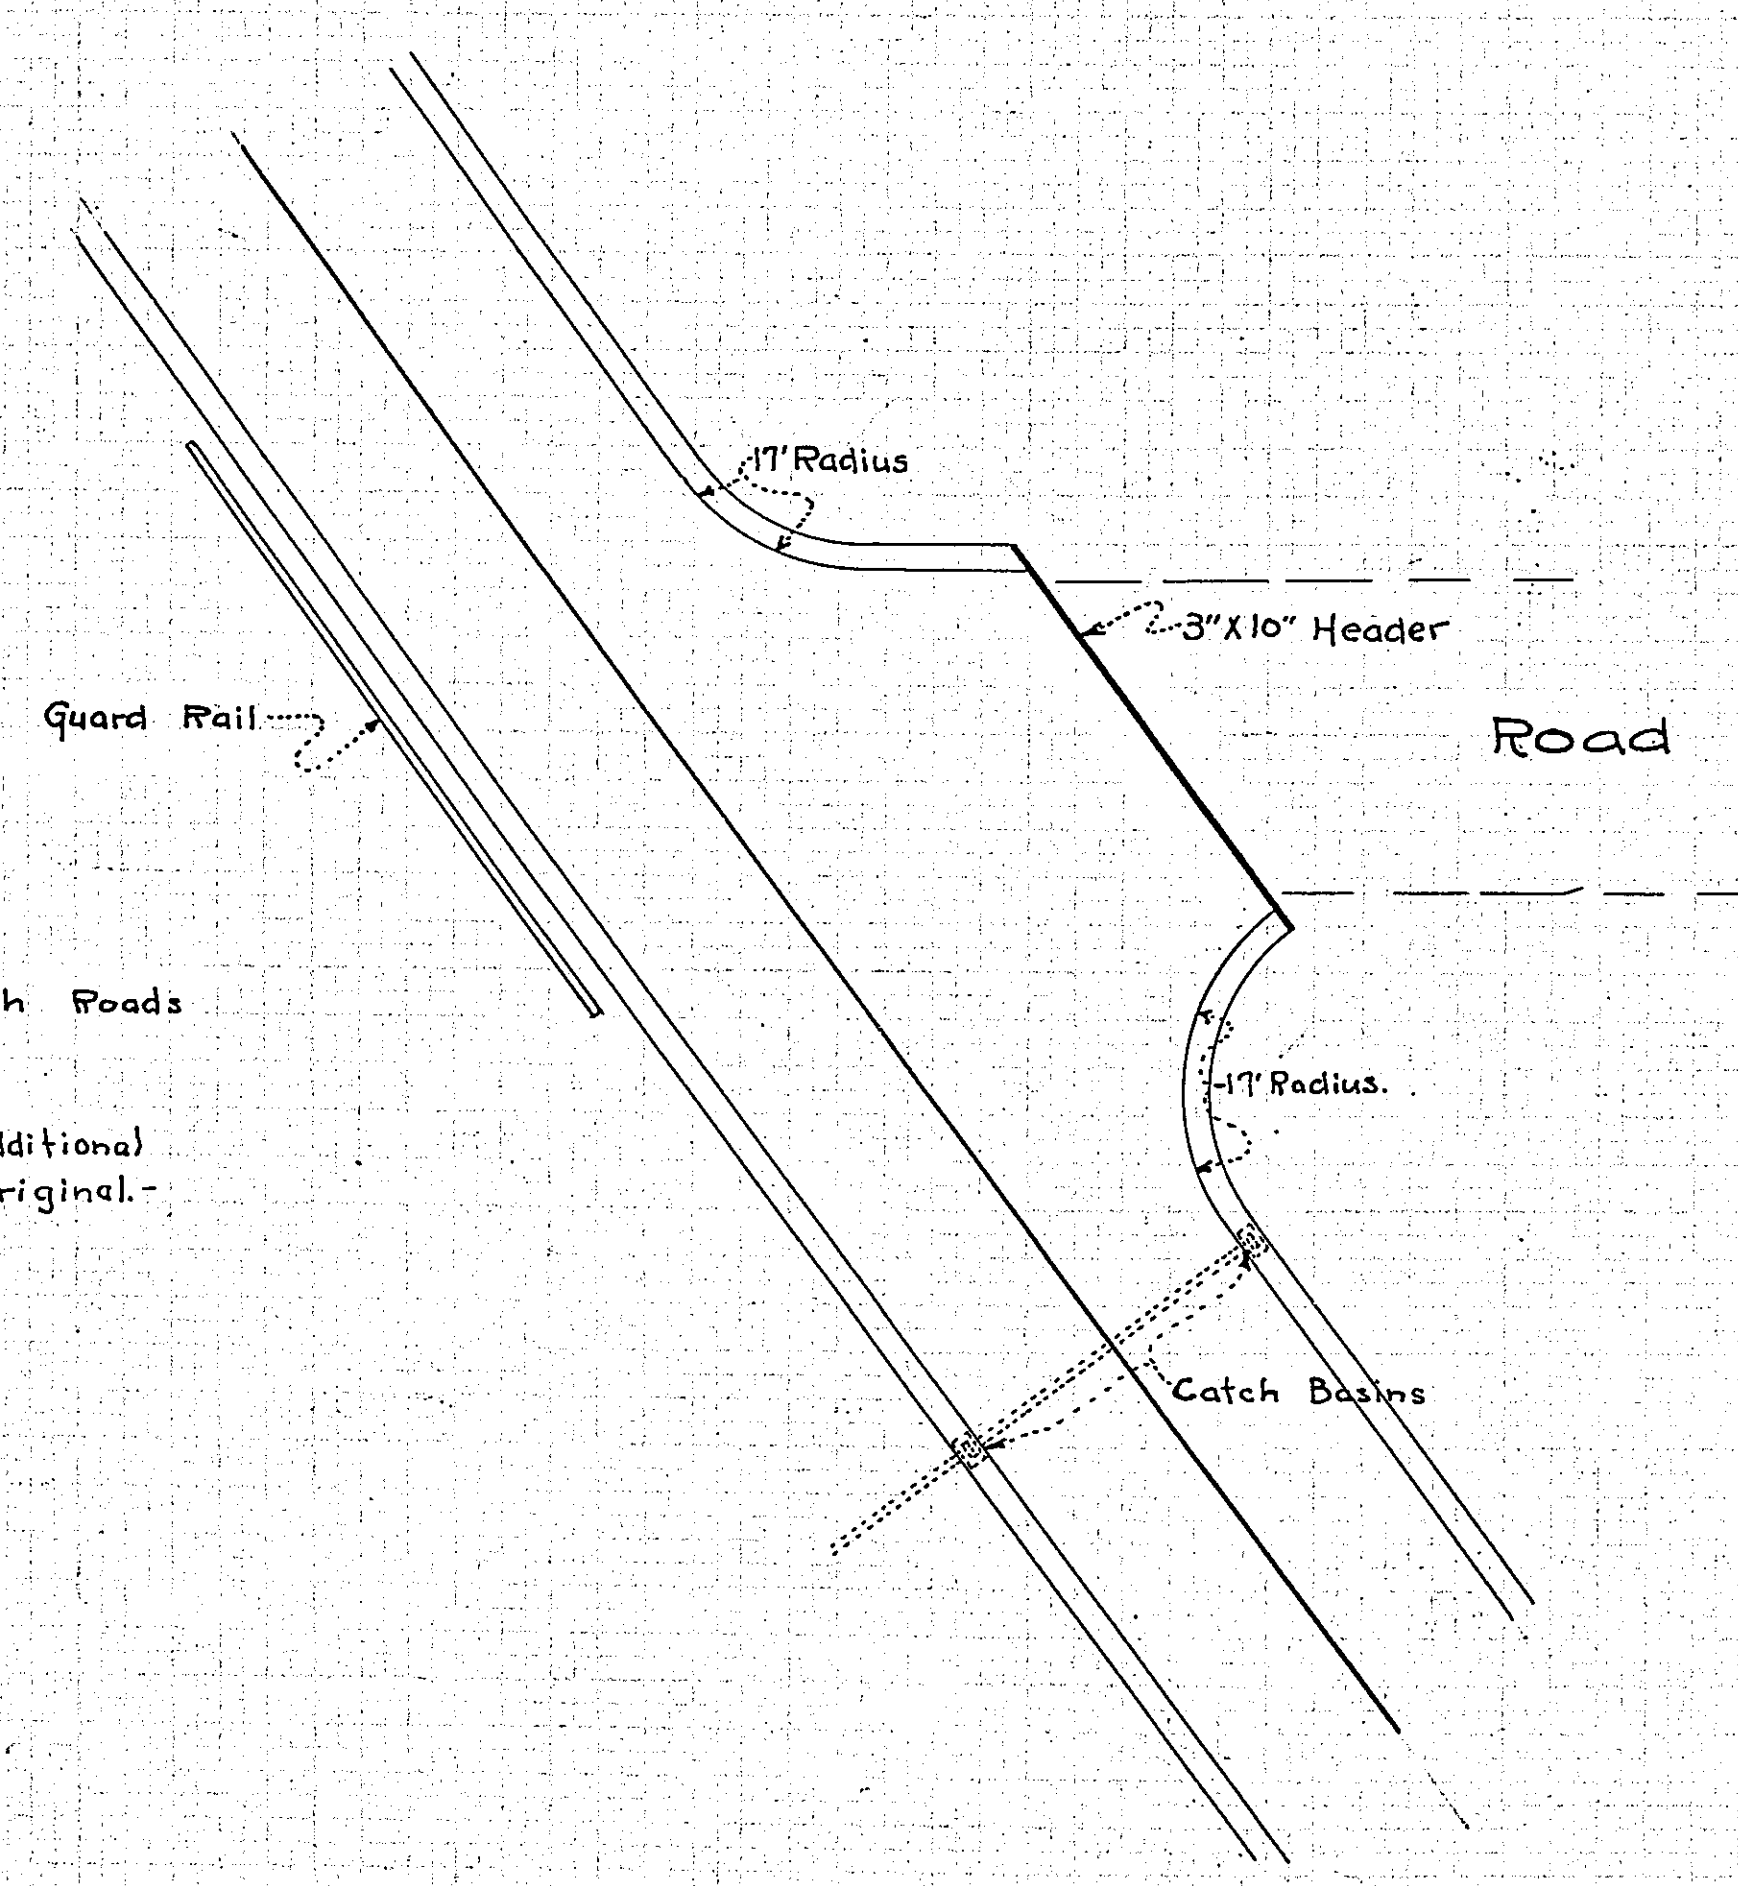 17' Radius
3"X10" Header
Guard Rail
Road
h Roads
17' Radius.
dditional
riginal.-
Catch Basins